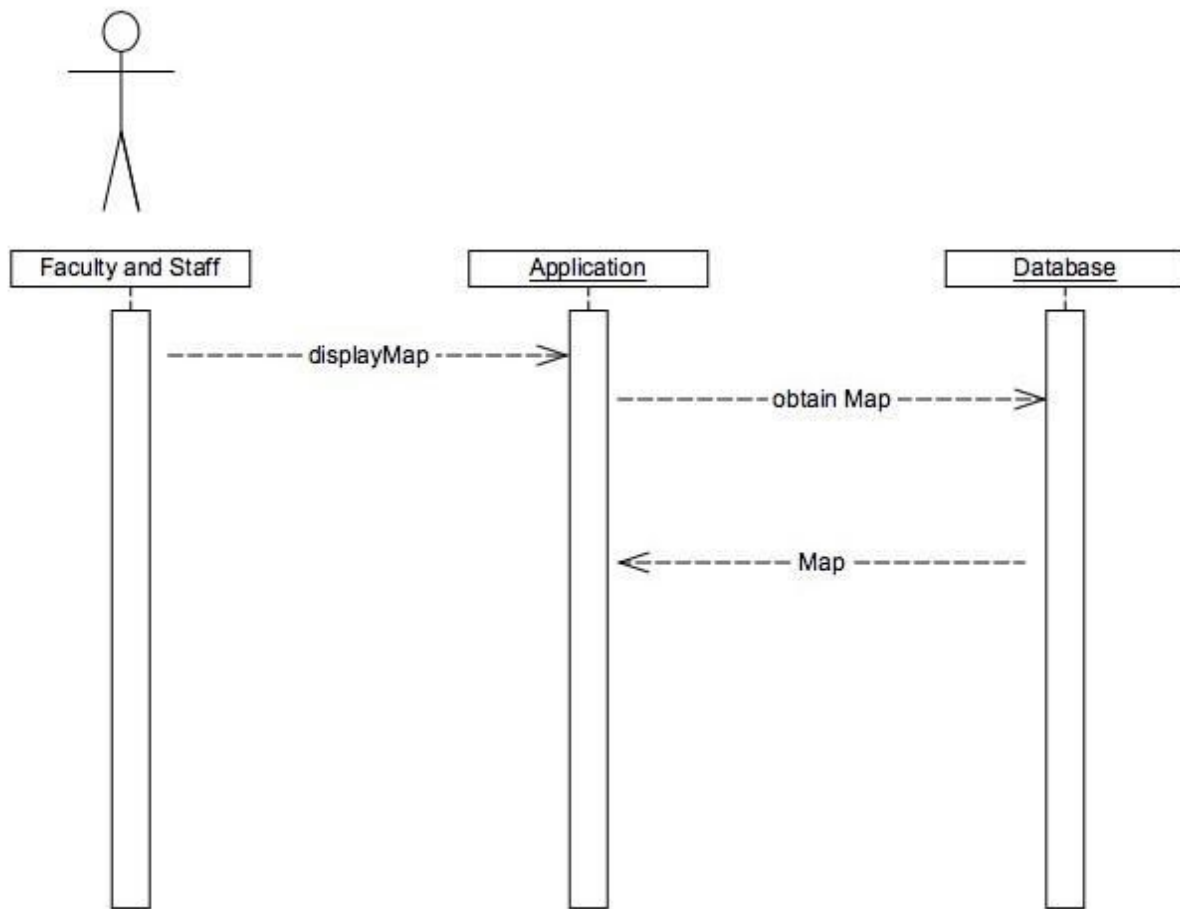 Faculty and Staff
Application
Database
displayMap
obtain Map
Map